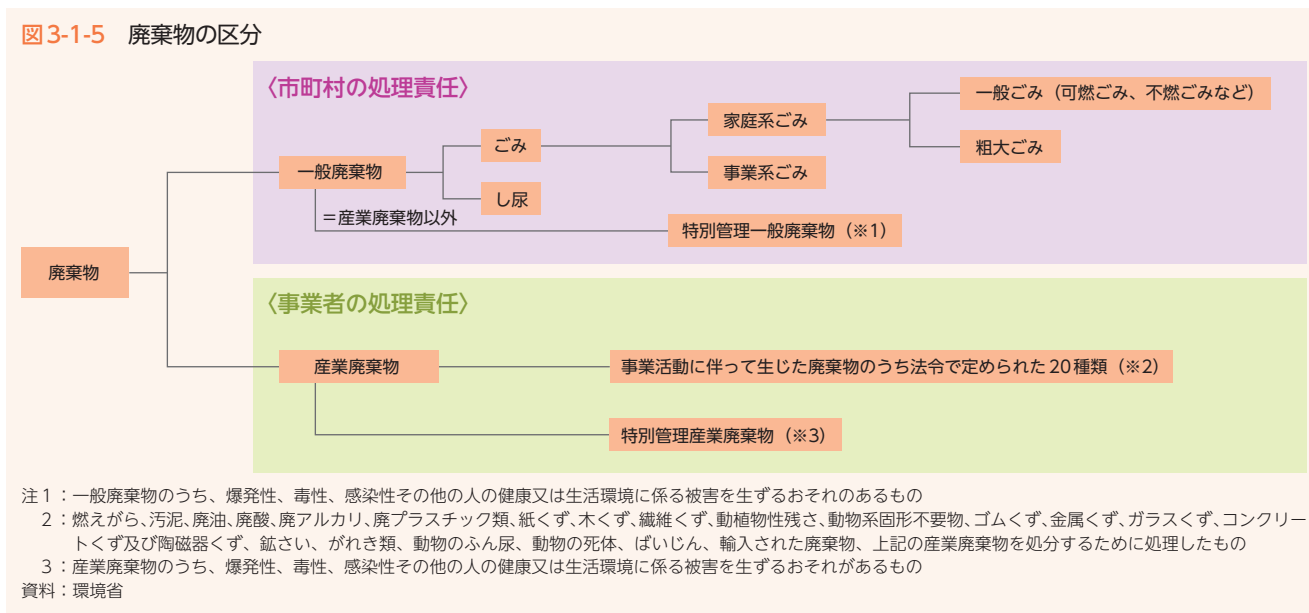 図3-1-5 廃棄物の区分
〈市町村の処理責任〉
一般ごみ（可燃ごみ、不燃ごみなど）
家庭系ごみ
粗大ごみ
ごみ
事業系ごみ
一般廃棄物
し尿
＝産業廃棄物以外
特別管理一般廃棄物（※1）
廃棄物
〈事業者の処理責任〉
産業廃棄物
事業活動に伴って生じた廃棄物のうち法令で定められた20種類（※2）
特別管理産業廃棄物（※3）
注1：一般廃棄物のうち、爆発性、毒性、感染性その他の人の健康又は生活環境に係る被害を生ずるおそれのあるもの
2：燃えがら、汚泥、廃油、廃酸、廃アルカリ、廃プラスチック類、紙くず、木くず、繊維くず、動植物性残さ、動物系固形不要物、ゴムくず、金属くず、ガラスくず、コンクリー
トくず及び陶磁器くず、鉱さい、がれき類、動物のふん尿、動物の死体、ばいじん、輸入された廃棄物、上記の産業廃棄物を処分するために処理したもの
3：産業廃棄物のうち、爆発性、毒性、感染性その他の人の健康又は生活環境に係る被害を生ずるおそれがあるもの
資料：環境省